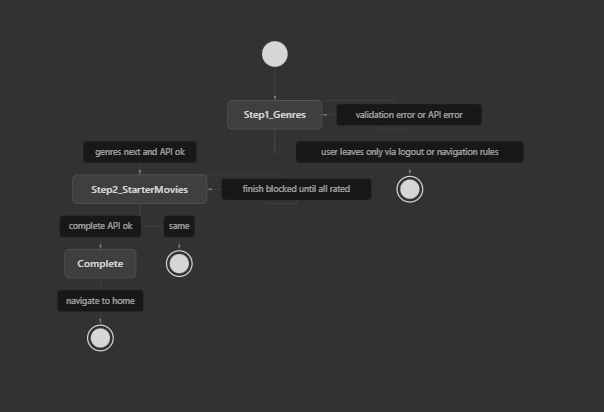 Step1_Genres
validation error or API error
genres next and API ok
user leaves only via logout or navigation rules
Step2_StarterMovies
finish blocked until all rated
complete API ok
same
Complete
navigate to home